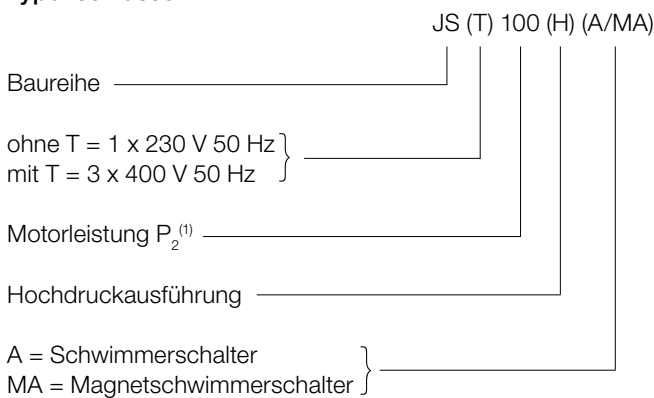 JS (T) 100 (H) (A/MA)
Baureihe
ohne T = 1 x 230 V 50 Hz
mit T = 3 x 400 V 50 Hz
Motorleistung P₂⁽¹⁾
Hochdruckausführung
A = Schwimmerschalter
MA = Magnetschwimmerschalter